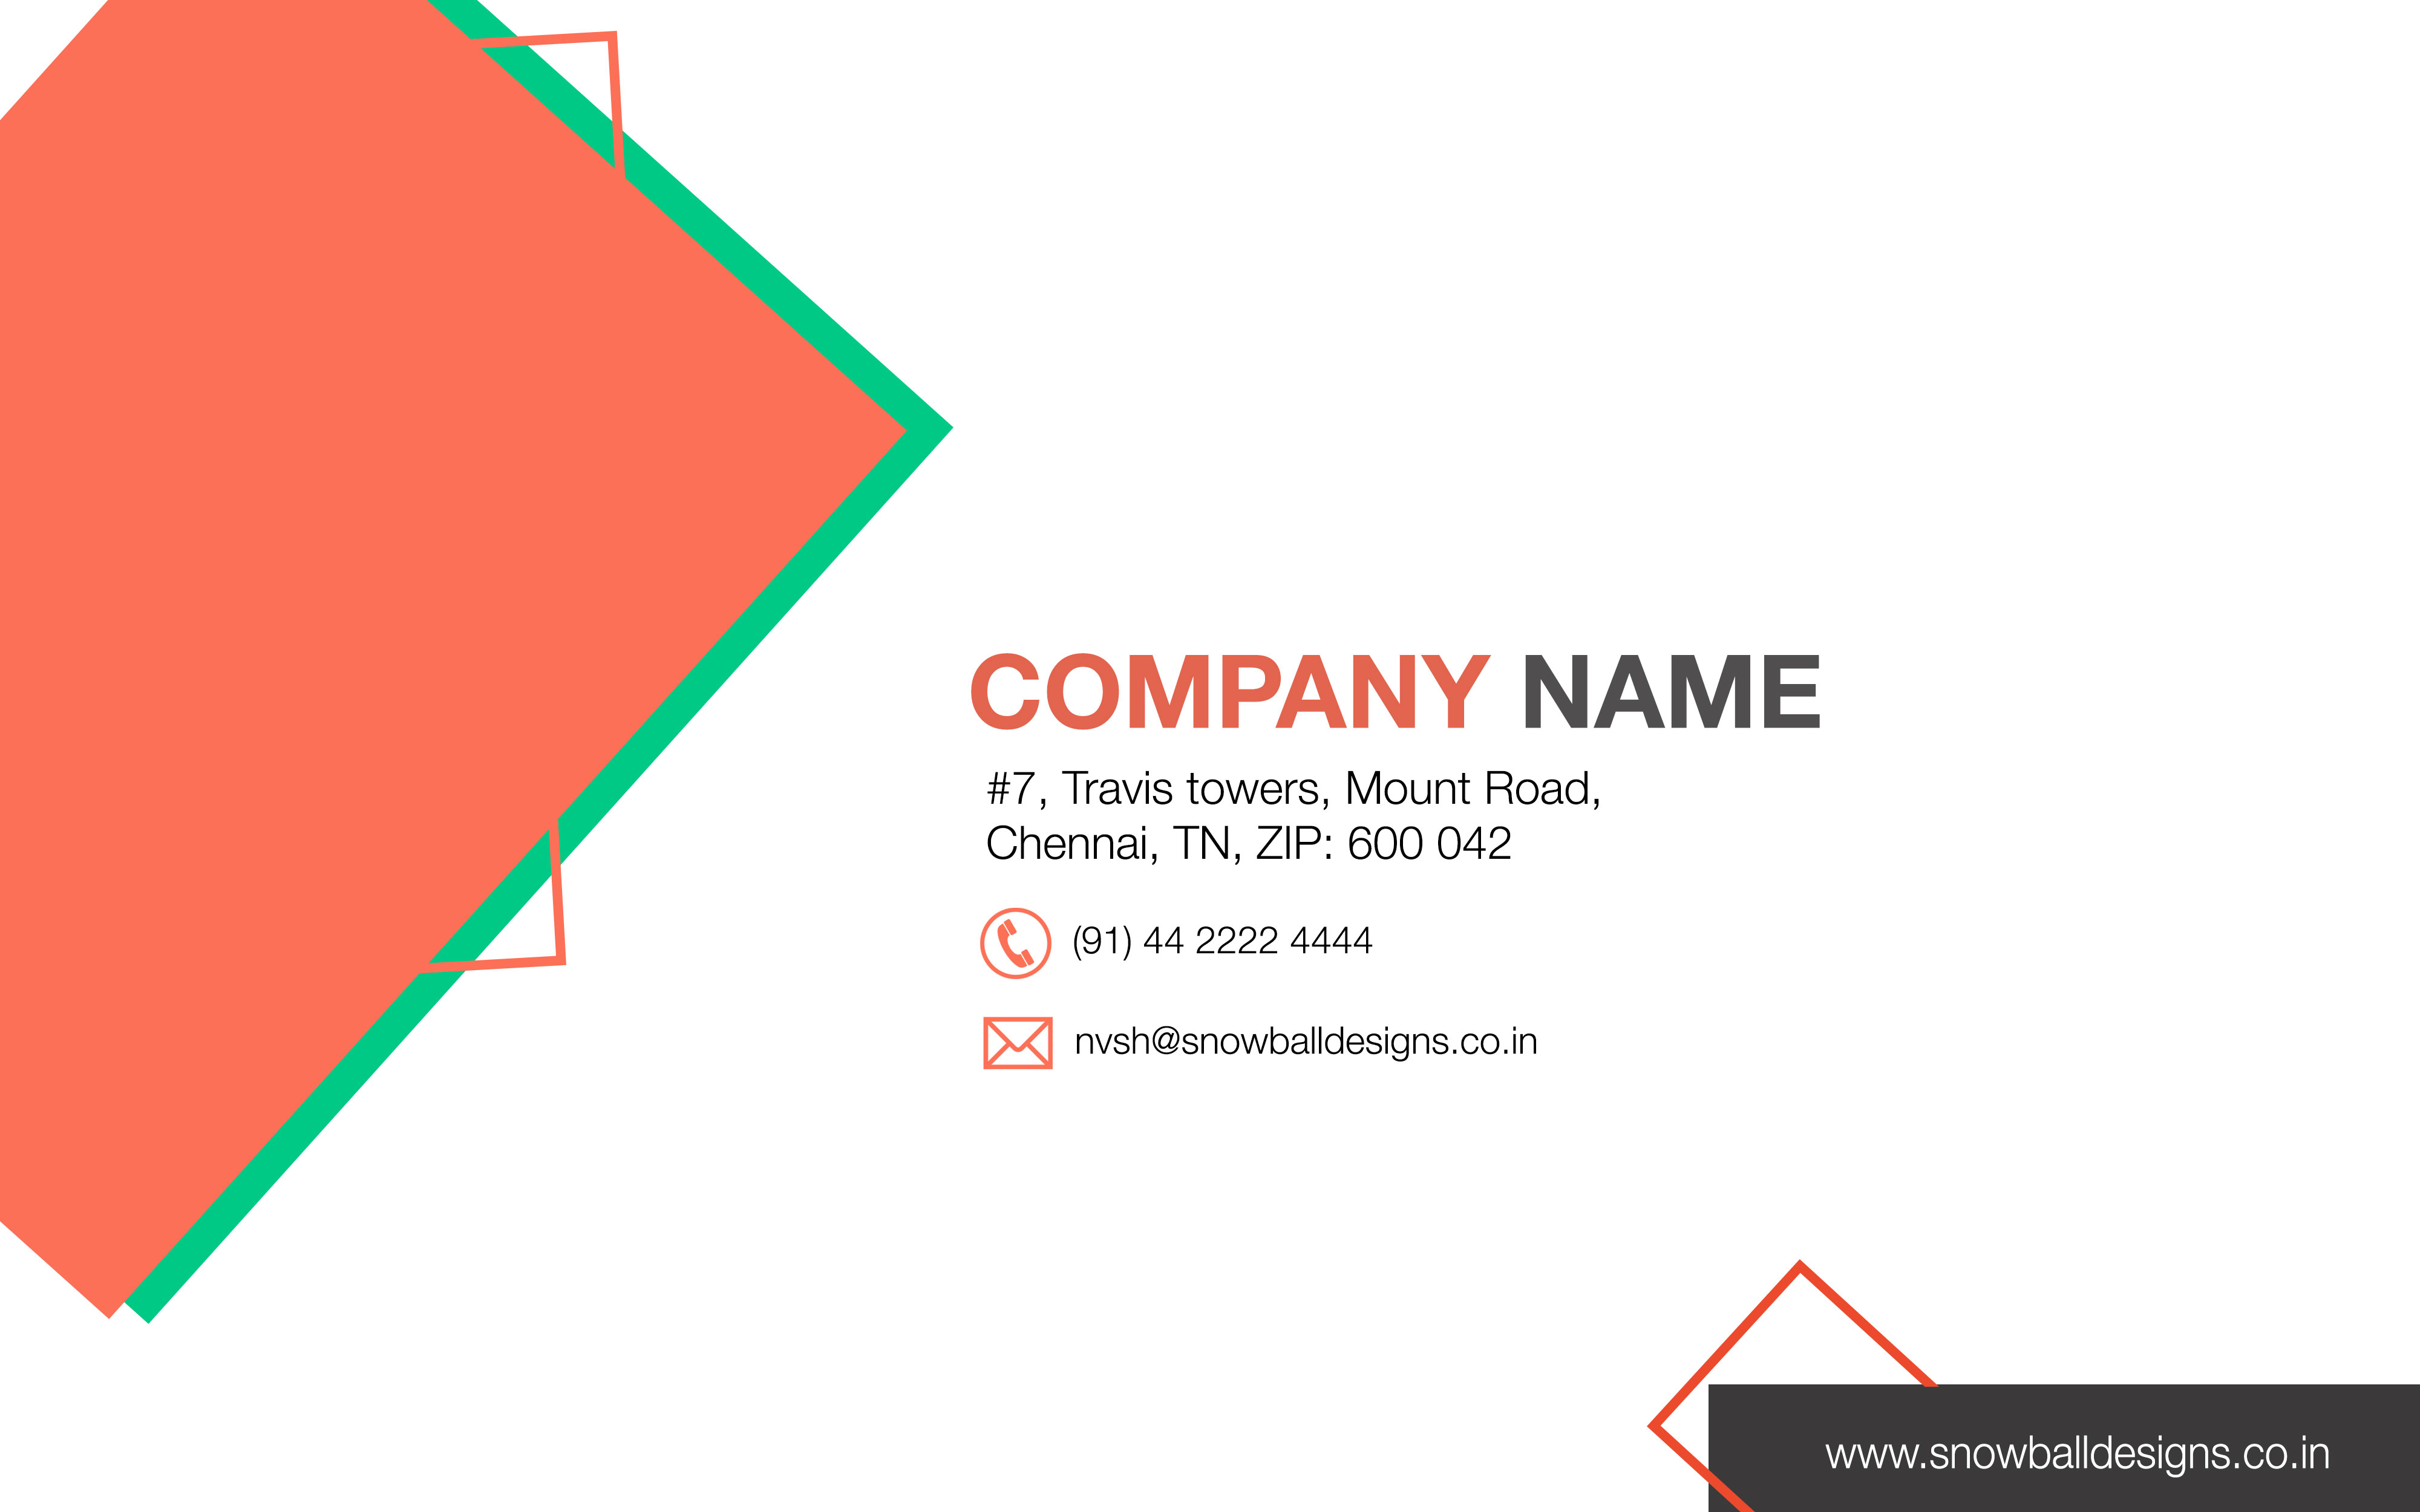 COMPANY NAME
#7, Travis towers, Mount Road,
Chennai, TN, ZIP: 600 042
(91) 44 2222 4444
nvsh@snowballdesigns.co.in
www.snowballdesigns.co.in